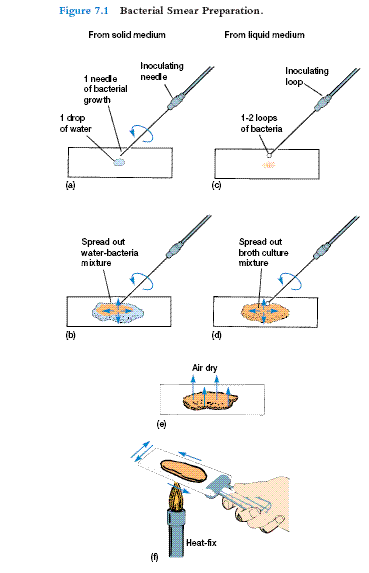 Figure 7.1 Bacterial Smear Preparation.
From solid medium
From liquid medium
1 needle
of bacterial
growth
Inoculating
needle
1 drop
of water
(a)
Inoculating
loop
1-2 loops
of bacteria
(c)
Spread out
water-bacteria
mixture
(b)
Spread out
broth culture
mixture
(d)
Air dry
(e)
Heat-fix
(f)